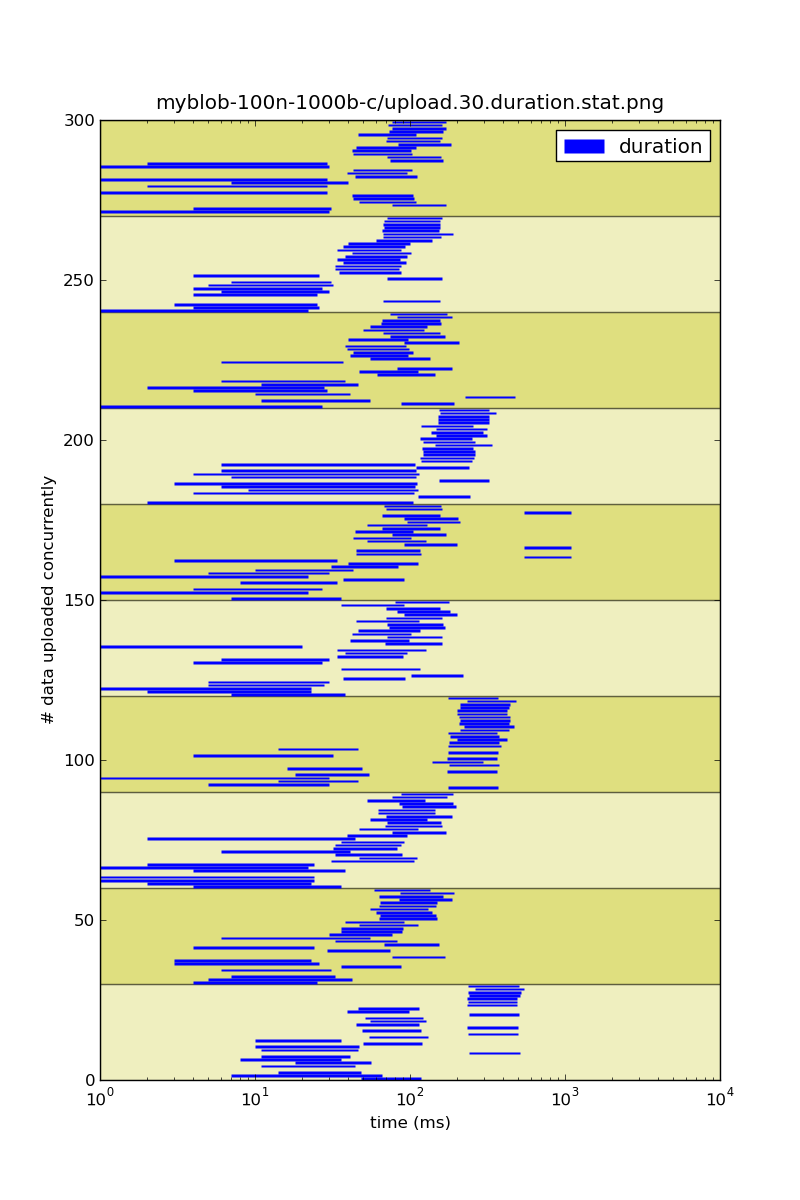 myblob-100n-1000b-c/upload.30.duration.stat.png
duration
300
250
200
150
100
50
0
# data uploaded concurrently
10^0 10^1 10^2 10^3 10^4
time (ms)